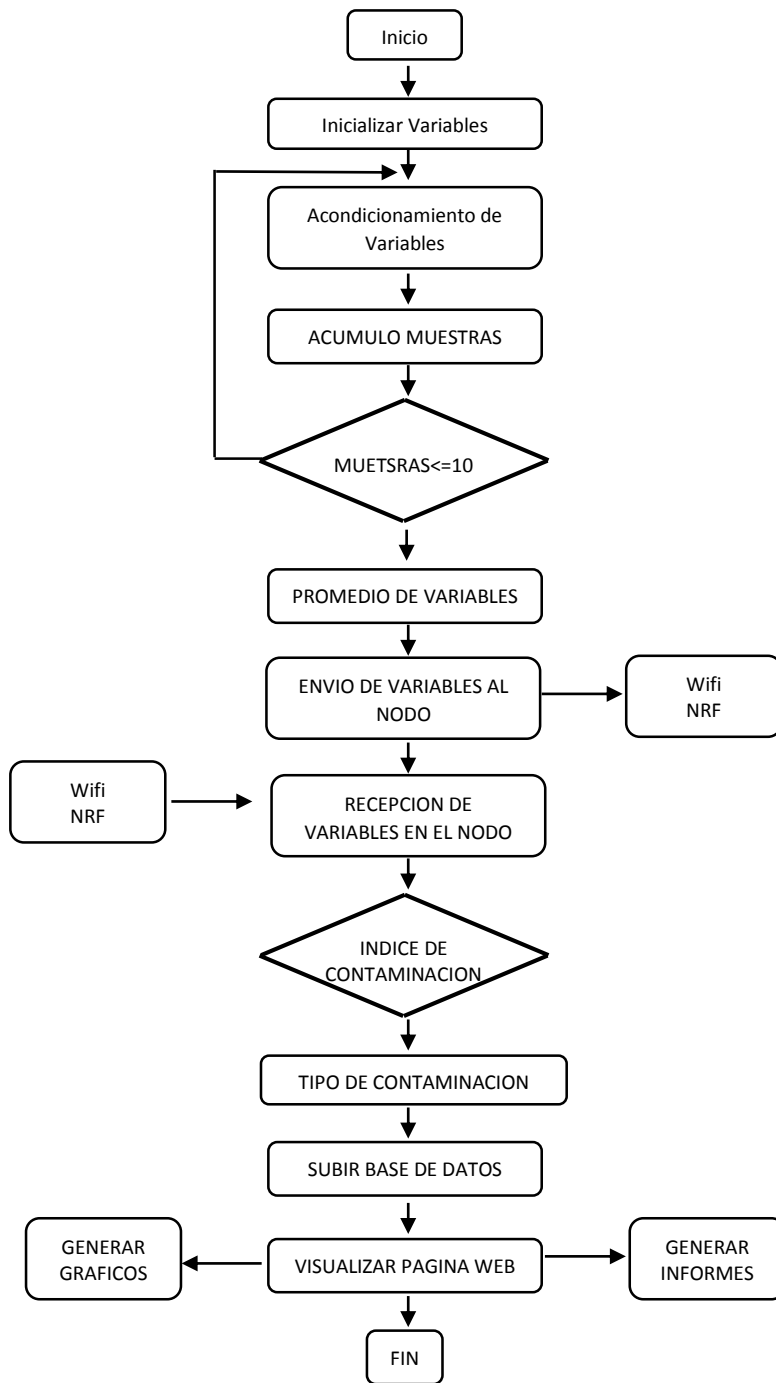 Inicio
Inicializar Variables
Acondicionamiento de
Variables
ACUMULO MUESTRAS
MUETSRAS<=10
PROMEDIO DE VARIABLES
ENVIO DE VARIABLES AL
NODO
Wifi
NRF
Wifi
NRF
RECEPCION DE
VARIABLES EN EL NODO
INDICE DE
CONTAMINACION
TIPO DE CONTAMINACION
SUBIR BASE DE DATOS
GENERAR
GRAFICOS
VISUALIZAR PAGINA WEB
GENERAR
INFORMES
FIN